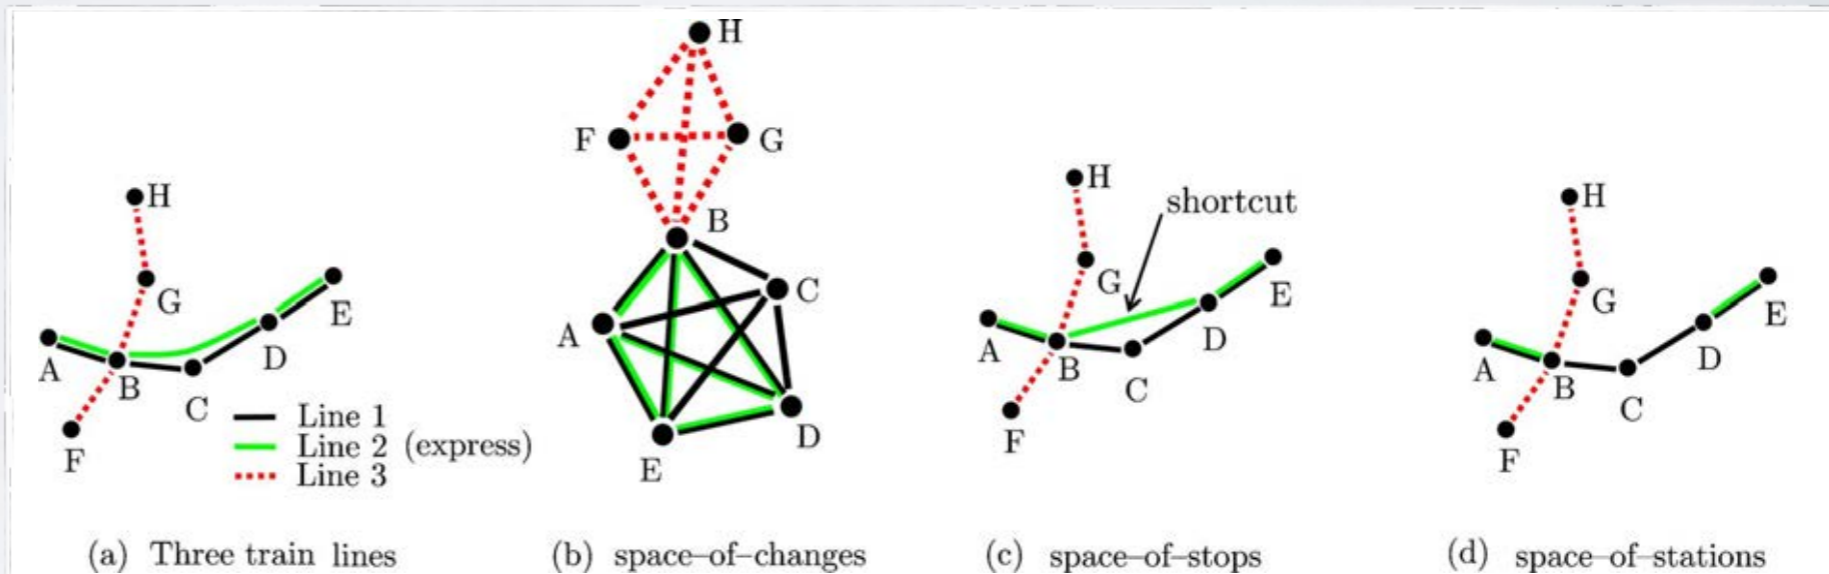 H
G
A
B
C
D
E
F
Line 1
Line 2 (express)
Line 3
(a) Three train lines
H
F
G
B
A
C
E
D
(b) space–of–changes
H
shortcut
G
A
B
C
D
E
F
(c) space–of–stops
H
G
A
B
C
D
E
F
(d) space–of–stations